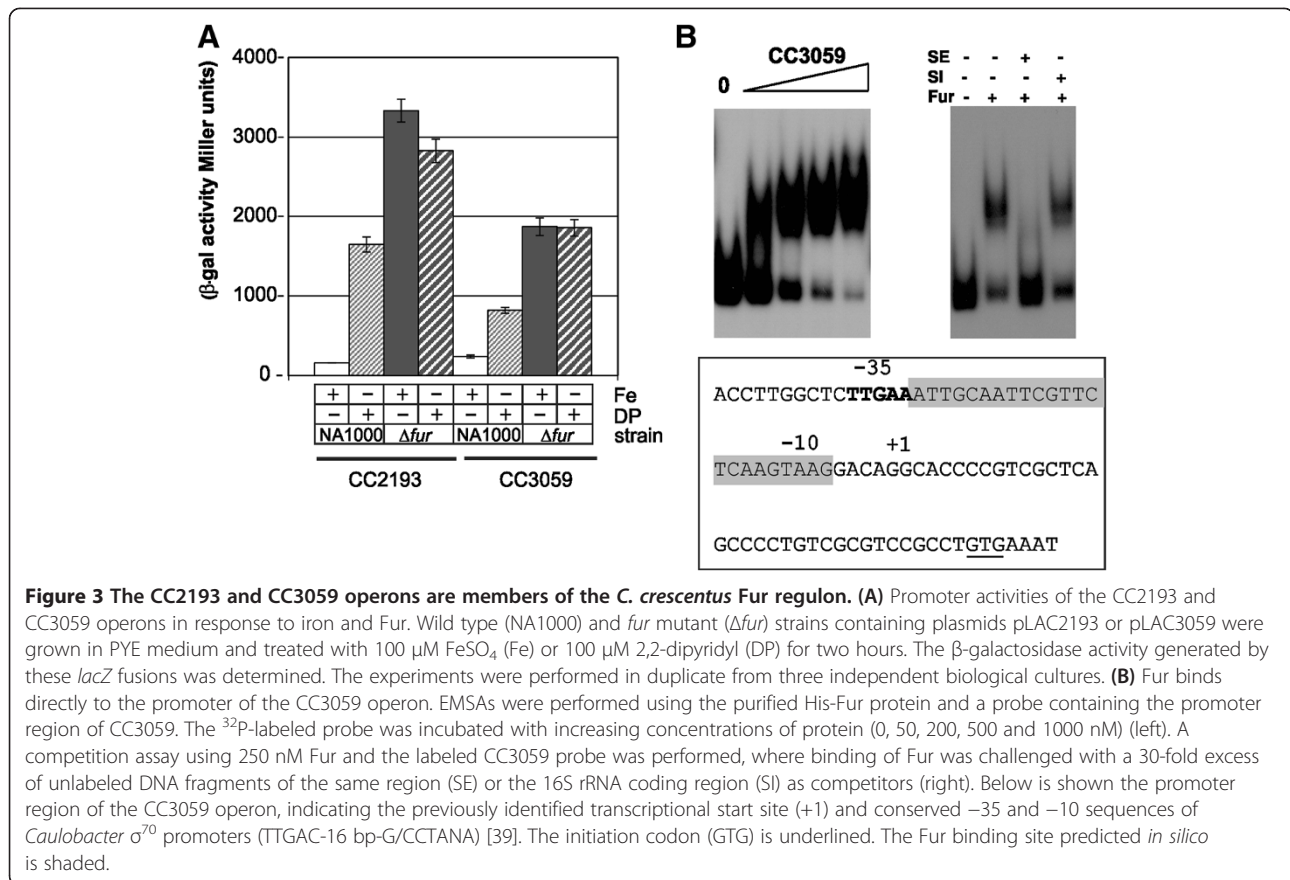 A
4000-
3000-
2000-
1000-
0 -
(β-gal activity Miller units)
+ − + − + − + − Fe
− + − + − + − + DP
NA1000 Δfur NA1000 Δfur strain
CC2193 CC3059
B
CC3059
0
SE - - + -
SI - - - +
Fur - + + +
−35
ACCTTGGCTCTTGAAATTGCAATTCGTTC
−10 +1
TCAAGTAAGGACAGGCACCCCGTCGCTCA
GCCCCTGTCGCGTCCGCCTGTGAAAT
Figure 3 The CC2193 and CC3059 operons are members of the C. crescentus Fur regulon. (A) Promoter activities of the CC2193 and
CC3059 operons in response to iron and Fur. Wild type (NA1000) and fur mutant (Δfur) strains containing plasmids pLAC2193 or pLAC3059 were
grown in PYE medium and treated with 100 μM FeSO₄ (Fe) or 100 μM 2,2-dipyridyl (DP) for two hours. The β-galactosidase activity generated by
these lacZ fusions was determined. The experiments were performed in duplicate from three independent biological cultures. (B) Fur binds
directly to the promoter of the CC3059 operon. EMSAs were performed using the purified His-Fur protein and a probe containing the promoter
region of CC3059. The ³²P-labeled probe was incubated with increasing concentrations of protein (0, 50, 200, 500 and 1000 nM) (left). A
competition assay using 250 nM Fur and the labeled CC3059 probe was performed, where binding of Fur was challenged with a 30-fold excess
of unlabeled DNA fragments of the same region (SE) or the 16S rRNA coding region (SI) as competitors (right). Below is shown the promoter
region of the CC3059 operon, indicating the previously identified transcriptional start site (+1) and conserved −35 and −10 sequences of
Caulobacter σ⁷⁰ promoters (TTGAC-16 bp-G/CCTANA) [39]. The initiation codon (GTG) is underlined. The Fur binding site predicted in silico
is shaded.